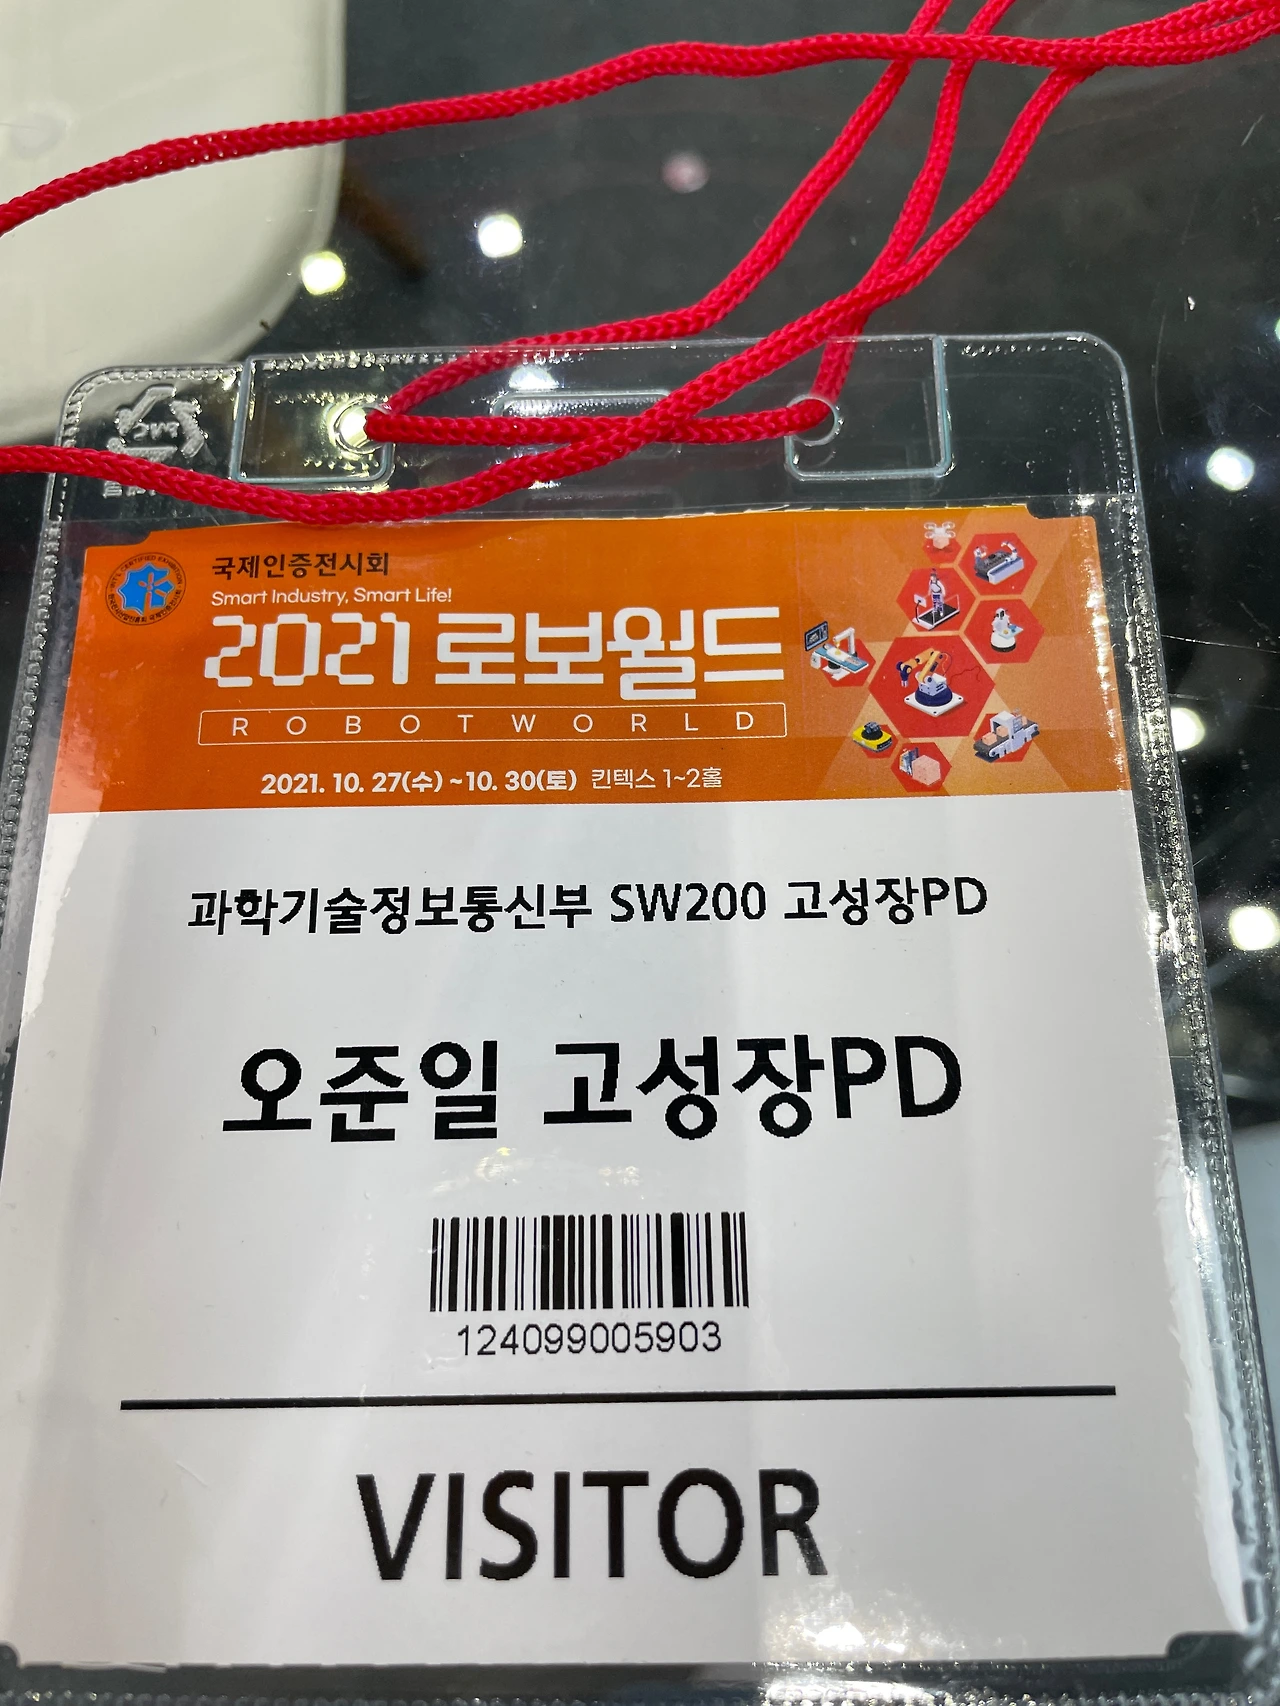 국제인증전시회
Smart Industry, Smart Life!
2021 로보월드
ROBOTWORLD
2021. 10. 27(수) ~10. 30(토) 킨텍스 1~2홀
과학기술정보통신부 SW200 고성장PD
오준일 고성장PD
124099005903
VISITOR